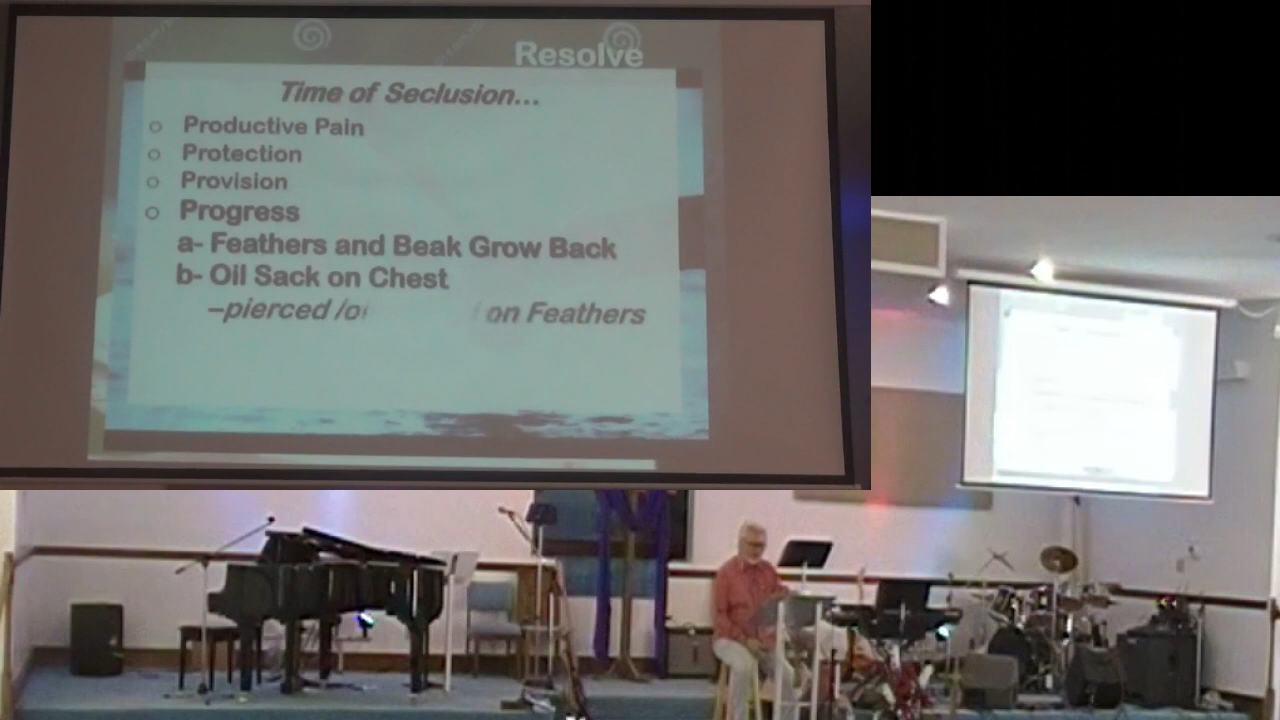 Resolve
Time of Seclusion...
o Productive Pain
o Protection
o Provision
o Progress
a- Feathers and Beak Grow Back
b- Oil Sack on Chest
–pierced /oi on Feathers